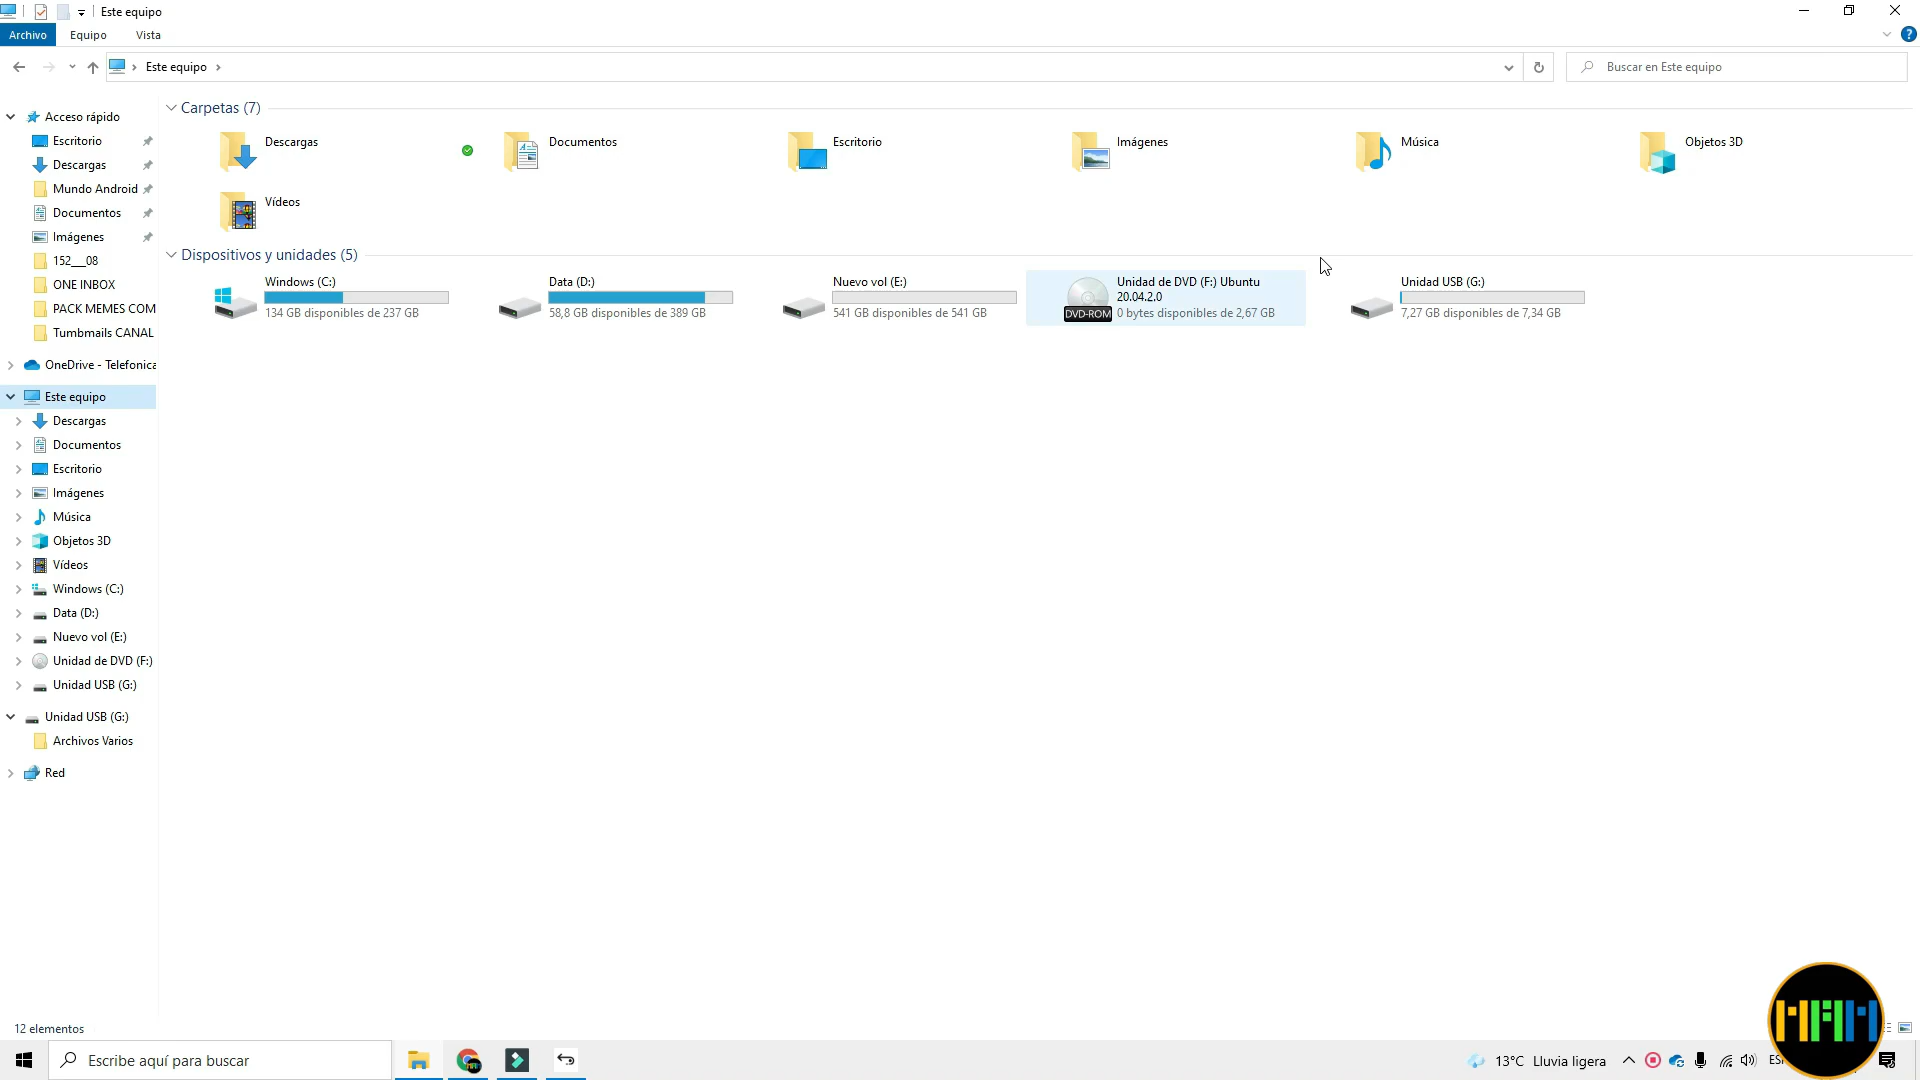 Este equipo
Archivo
Equipo
Vista
Este equipo
Buscar en Este equipo
Acceso rápido
Escritorio
Descargas
Mundo Android
Documentos
Imágenes
152__08
ONE INBOX
PACK MEMES COM
Tumbmails CANAL
OneDrive - Telefonica
Este equipo
Descargas
Documentos
Escritorio
Imágenes
Música
Objetos 3D
Vídeos
Windows (C:)
Data (D:)
Nuevo vol (E:)
Unidad de DVD (F:)
Unidad USB (G:)
Unidad USB (G:)
Archivos Varios
Red
Carpetas (7)
Descargas
Documentos
Escritorio
Imágenes
Música
Objetos 3D
Vídeos
Dispositivos y unidades (5)
Windows (C:)
134 GB disponibles de 237 GB
Data (D:)
58,8 GB disponibles de 389 GB
Nuevo vol (E:)
541 GB disponibles de 541 GB
Unidad de DVD (F:) Ubuntu
20.04.2.0
DVD-ROM
0 bytes disponibles de 2,67 GB
Unidad USB (G:)
7,27 GB disponibles de 7,34 GB
12 elementos
Escribe aquí para buscar
13°C Lluvia ligera
MAM